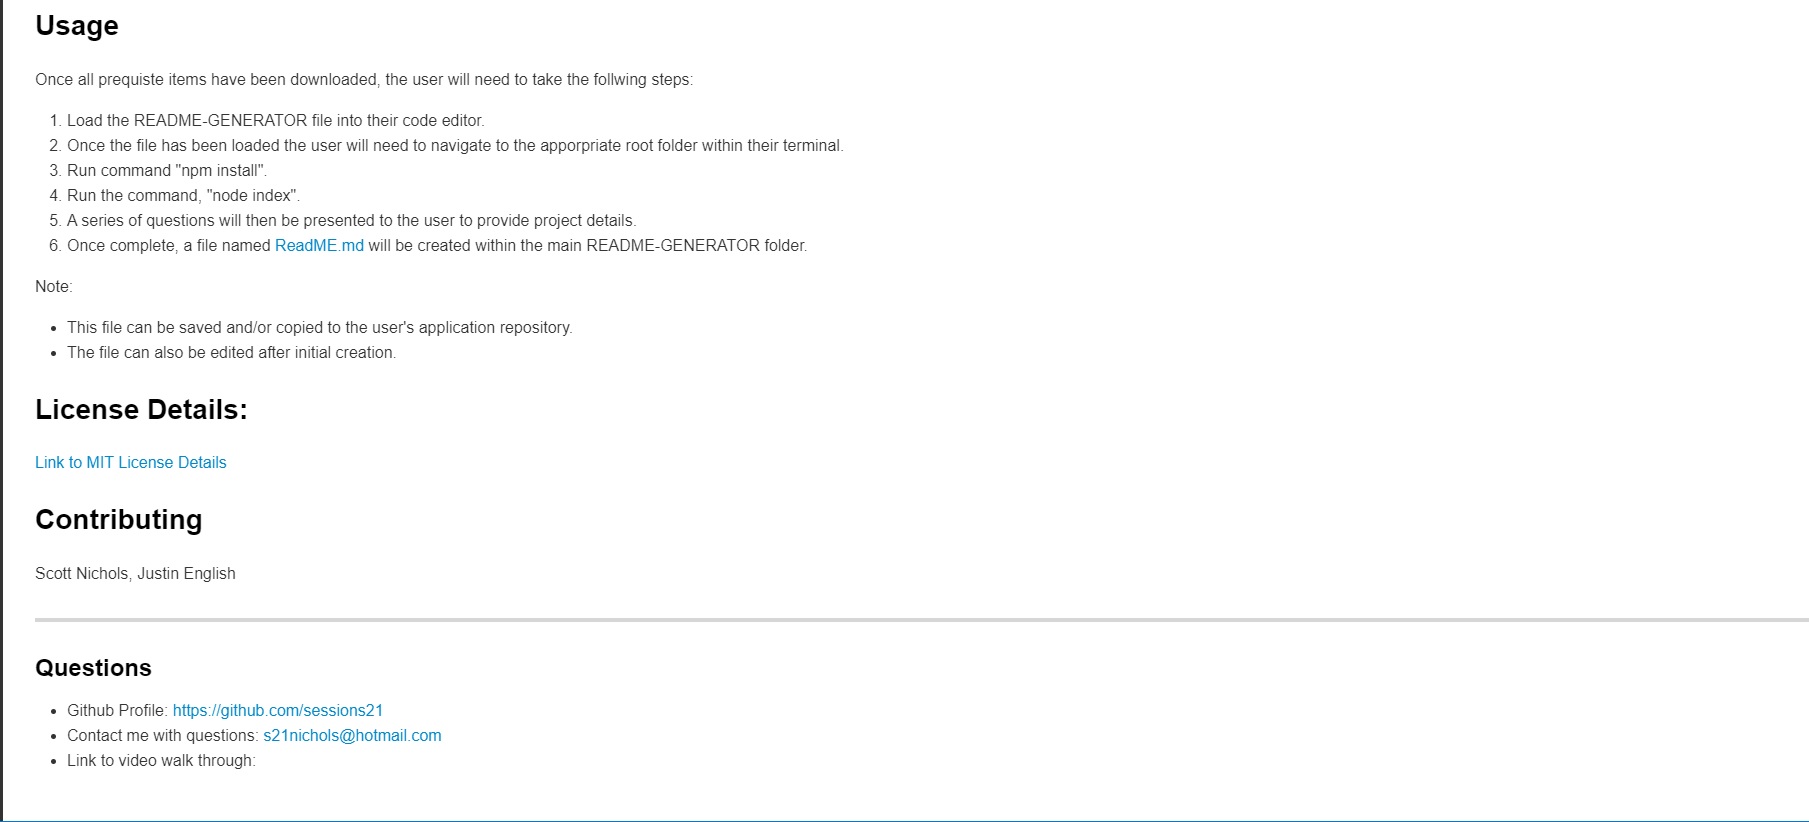 Usage
Once all prequiste items have been downloaded, the user will need to take the follwing steps:
1. Load the README-GENERATOR file into their code editor.
2. Once the file has been loaded the user will need to navigate to the apporpriate root folder within their terminal.
3. Run command "npm install".
4. Run the command, "node index".
5. A series of questions will then be presented to the user to provide project details.
6. Once complete, a file named ReadME.md will be created within the main README-GENERATOR folder.
Note:
• This file can be saved and/or copied to the user's application repository.
• The file can also be edited after initial creation.
License Details:
Link to MIT License Details
Contributing
Scott Nichols, Justin English
Questions
• Github Profile: https://github.com/sessions21
• Contact me with questions: s21nichols@hotmail.com
• Link to video walk through: